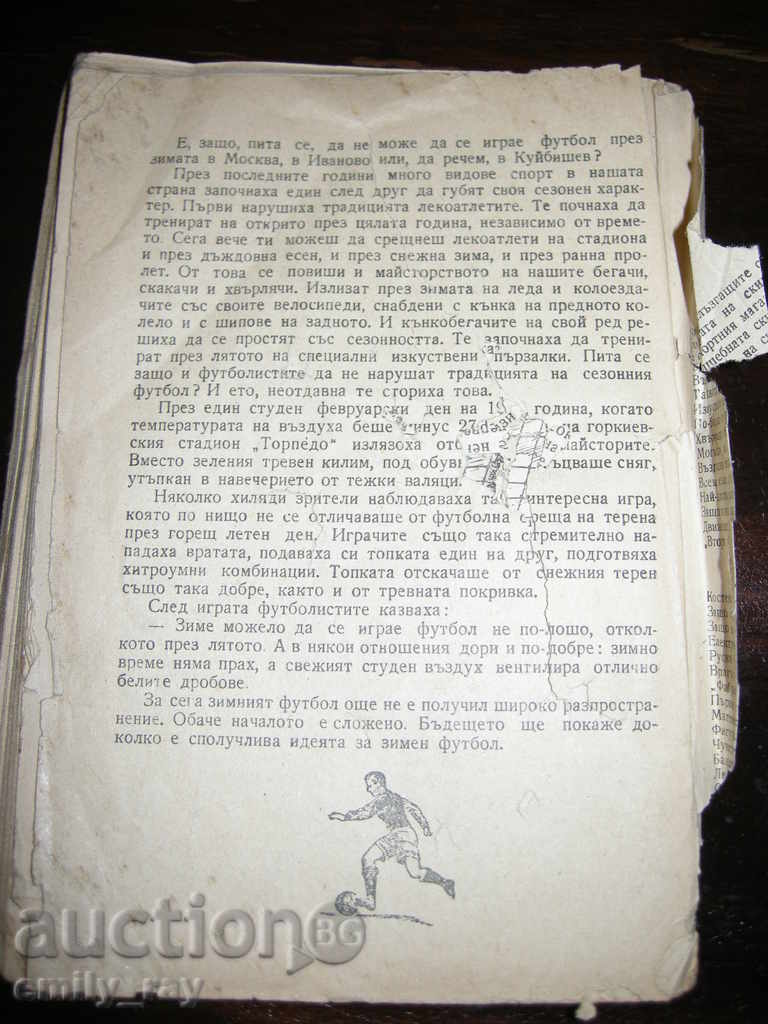 Е, защо, пита се, да не може да се играе футбол през
зимата в Москва, в Иваново или, да речем, в Куйбишев?
През последните години много видове спорт в нашата
страна започнаха един след друг да губят своя сезонен харак-
тер. Първи нарушиха традицията лекоатлетите. Те почнаха да
тренират на открито през цялата година, независимо от време-
то. Сега вече ти можеш да срещнеш лекоатлети на стадиона
и през дъждовна есен, и през снежна зима, и през ранна про-
лет. От това се повиши и майсторството на нашите бегачи,
скакачи и хвърлячи. Излизат през зимата на леда и колоезда-
чите със своите велосипеди, снабдени с кънка на предното ко-
лело и с шипове на задното. И кънкобегачите на свой ред ре-
шиха да се простят със сезонността. Те започнаха да трени-
рат през лятото на специални изкуствени пързалки. Пита се
защо и футболистите да не нарушат традицията на сезонния
футбол? И ето, неотдавна те сториха това.
През един студен февруарски ден на година, когато
температурата на въздуха беше минус 27 горкиев-
ския стадион „Торпедо" излязоха майсторите.
Вместо зеления тревен килим, под сняг,
утъпкан в навечерието от тежки валяци.
Няколко хиляди зрители наблюдаваха интересна игра,
която по нищо не се отличаваше от футболна среща на терена
през горещ летен ден. Играчите също така стремително на-
падаха вратата, подаваха си топката един на друг, подготвяха
хитроумни комбинации. Топката отскачаше от снежния терен
също така добре, както и от тревната покривка.
След играта футболистите казваха:
— Зиме можело да се играе футбол не по-лошо, откол-
кото през лятото. А в някои отношения дори и по-добре: зимно
време няма прах, а свежият студен въздух вентилира отлично
белите дробове.
За сега зимният футбол още не е получил широко разпростра-
нение. Обаче началото е сложено. Бъдещето ще покаже до-
колко е сполучлива идеята за зимен футбол.
auctionBG
emily_ray